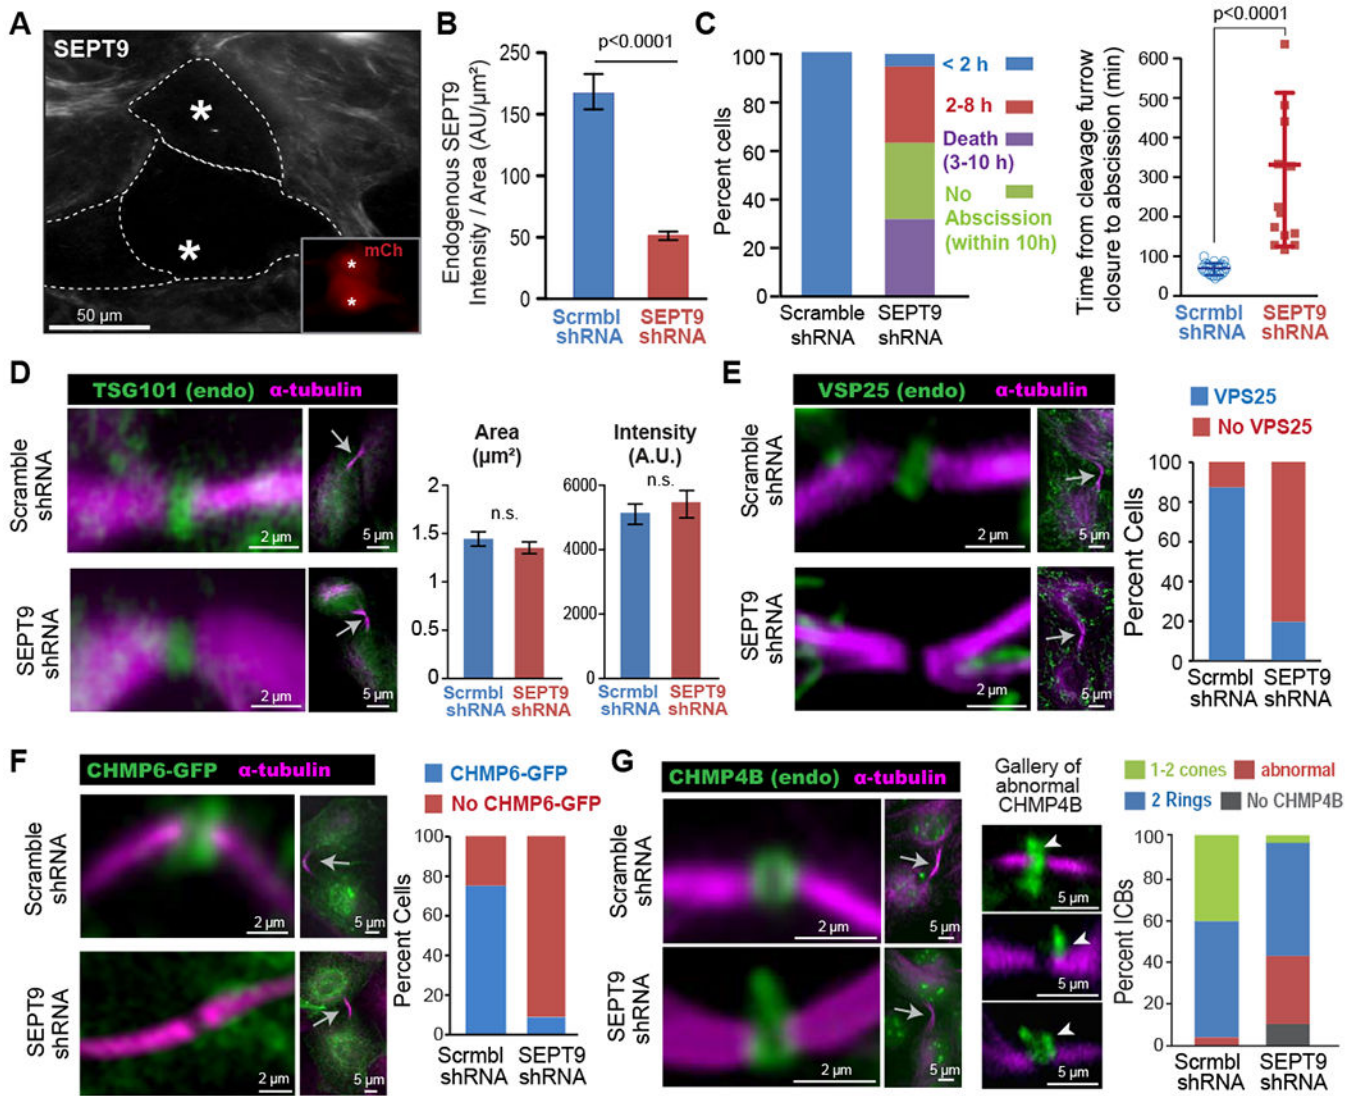 A
SEPT9
*
*
mCh
*
*
50 µm
B
Endogenous SEPT9
Intensity / Area (AU/µm²)
250
200
150
100
50
0
p<0.0001
Scrmbl
shRNA
SEPT9
shRNA
C
Percent cells
100
80
60
40
20
0
Scramble
shRNA
SEPT9
shRNA
< 2 h
2-8 h
Death
(3-10 h)
No
Abscission
(within 10h)
Time from cleavage furrow
closure to abscission (min)
p<0.0001
600
500
400
300
200
100
0
Scrmbl
shRNA
SEPT9
shRNA
D
TSG101 (endo) α-tubulin
Scramble
shRNA
2 µm
5 µm
SEPT9
shRNA
2 µm
5 µm
Area
(µm²)
2
1.5
1
0.5
0
n.s.
Scrmbl
shRNA
SEPT9
shRNA
Intensity
(A.U.)
6000
4000
2000
0
n.s.
Scrmbl
shRNA
SEPT9
shRNA
E
VSP25 (endo) α-tubulin
Scramble
shRNA
2 µm
5 µm
SEPT9
shRNA
2 µm
5 µm
VPS25
No VPS25
Percent Cells
100
80
60
40
20
0
Scrmbl
shRNA
SEPT9
shRNA
F
CHMP6-GFP α-tubulin
Scramble
shRNA
2 µm
5 µm
SEPT9
shRNA
2 µm
5 µm
CHMP6-GFP
No CHMP6-GFP
Percent Cells
100
80
60
40
20
0
Scrmbl
shRNA
SEPT9
shRNA
G
CHMP4B (endo) α-tubulin
Scramble
shRNA
2 µm
5 µm
SEPT9
shRNA
2 µm
5 µm
Gallery of
abnormal
CHMP4B
5 µm
5 µm
5 µm
1-2 cones
abnormal
2 Rings
No CHMP4B
Percent ICBs
100
80
60
40
20
0
Scrmbl
shRNA
SEPT9
shRNA